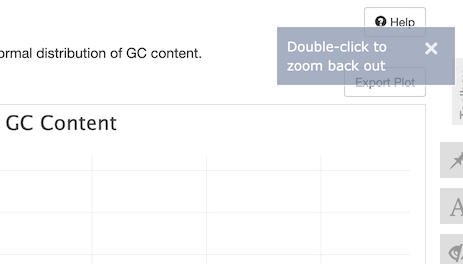 Help
ormal distribution of GC content.
Double-click to
zoom back out
Export Plot
GC Content
A